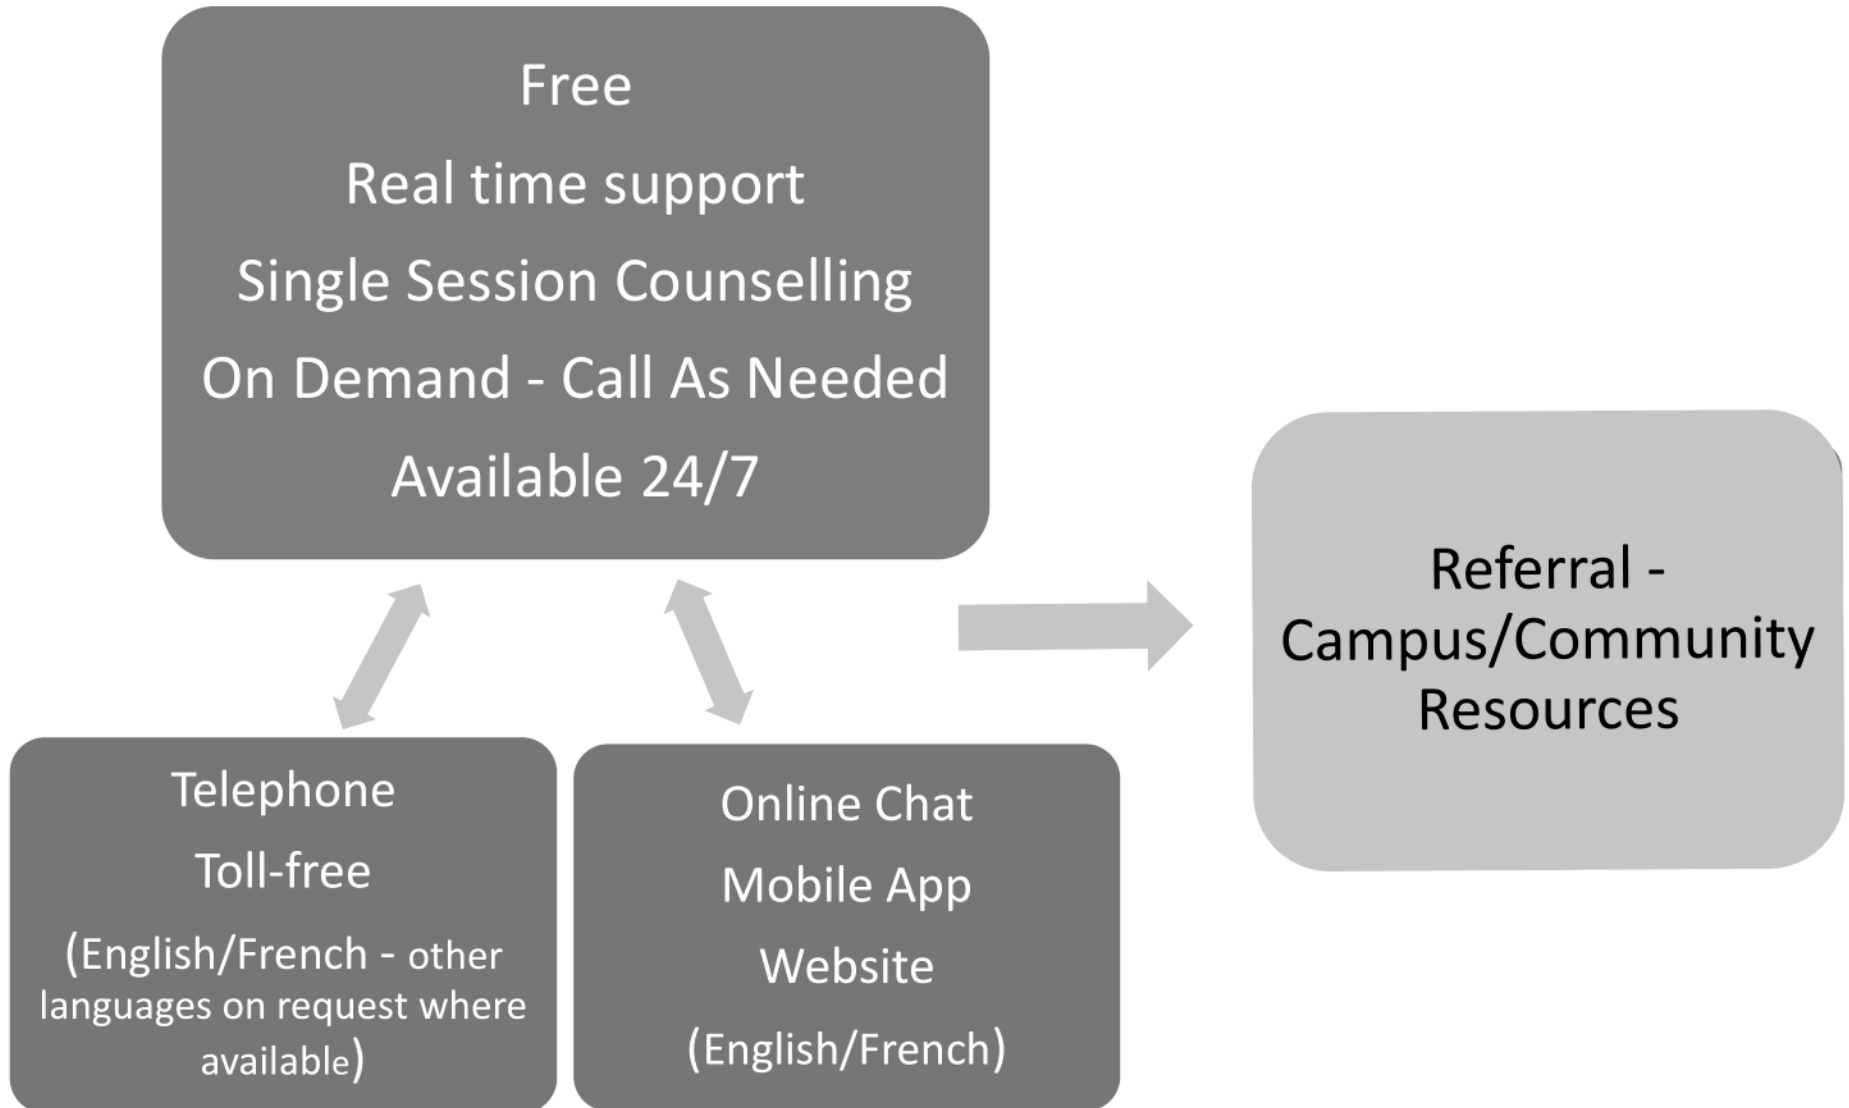 Free
Real time support
Single Session Counselling
On Demand - Call As Needed
Available 24/7
Referral -
Campus/Community
Resources
Telephone
Toll-free
(English/French - other
languages on request where
available)
Online Chat
Mobile App
Website
(English/French)